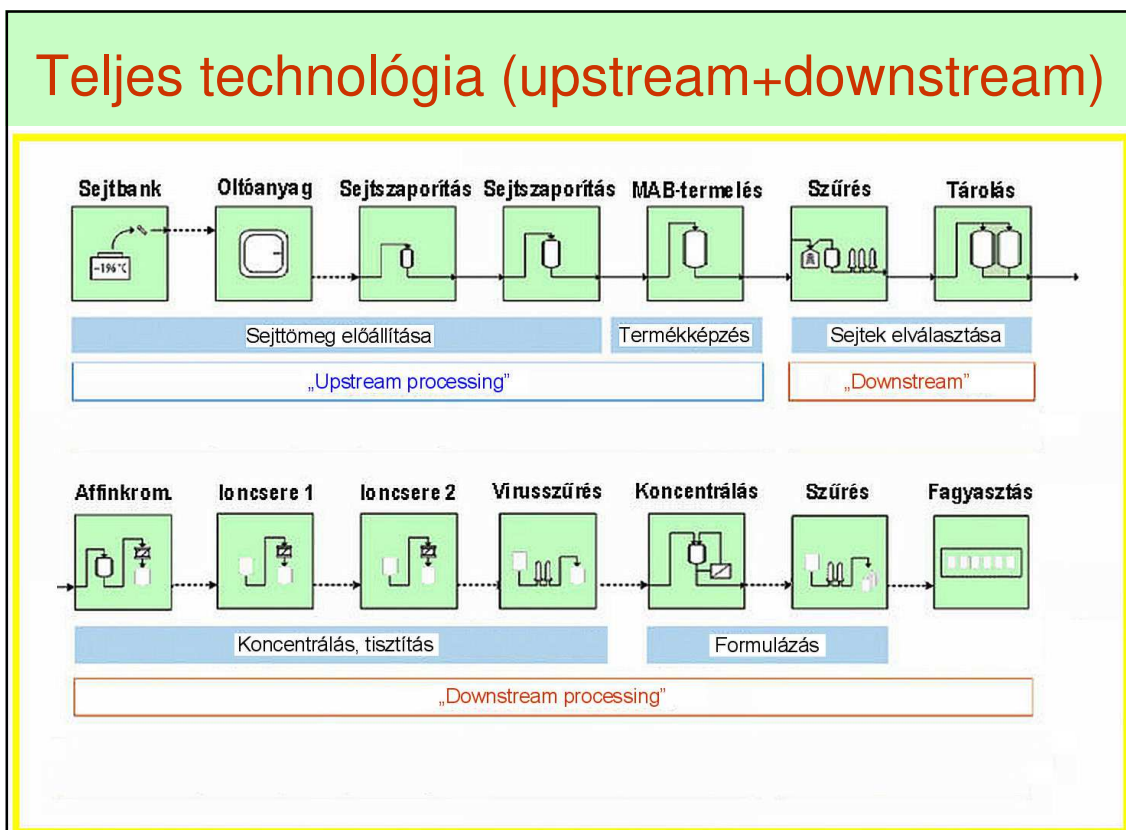 Teljes technológia (upstream+downstream)
Sejtbank Oltóanyag Sejtszaporítás Sejtszaporítás MAB-termelés Szűrés Tárolás
–196 °C
Sejttömeg előállítása Termékképzés Sejtek elválasztása
„Upstream processing” „Downstream”
Affinkrom. Ioncsere 1 Ioncsere 2 Vírusszűrés Koncentrálás Szűrés Fagyasztás
Koncentrálás, tisztítás Formulázás
„Downstream processing”